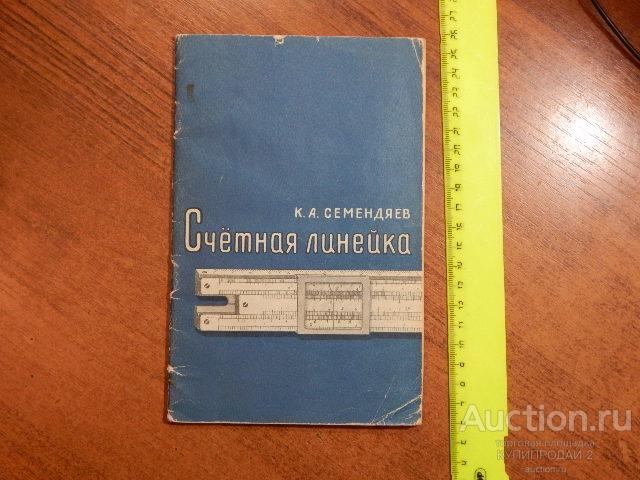 К. А. СЕМЕНДЯЕВ
Счётная линейка
Auction.ru
торговая площадка
КУПИПРОДАЙ 2
auction.ru